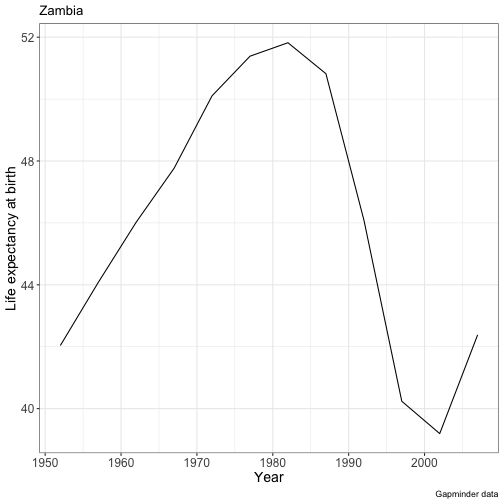 Zambia
Life expectancy at birth
52
48
44
40
1950 1960 1970 1980 1990 2000
Year
Gapminder data